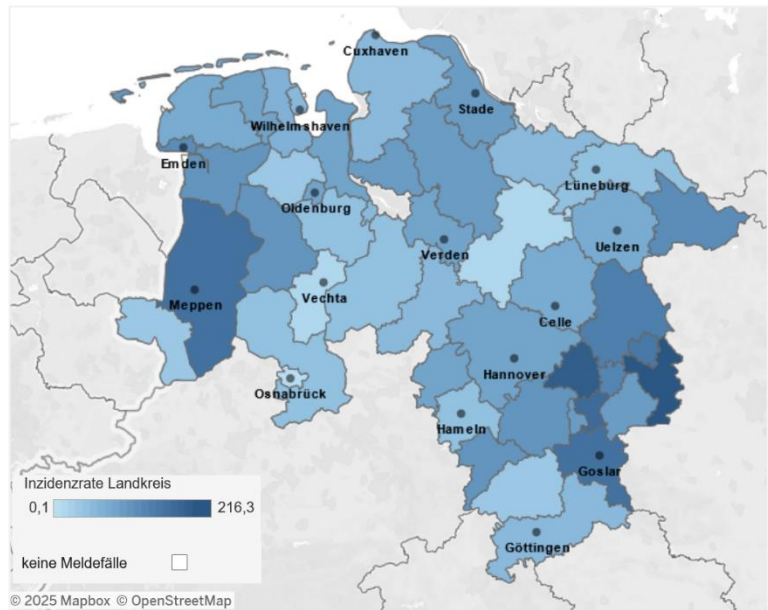 Cuxhaven
Stade
Wilhelmshaven
Emden
Lüneburg
Oldenburg
Uelzen
Verden
Meppen
Vechta
Celle
Hannover
Osnabrück
Hameln
Goslar
Inzidenzrate Landkreis
0,1 216,3
keine Meldefälle
Göttingen
© 2025 Mapbox © OpenStreetMap